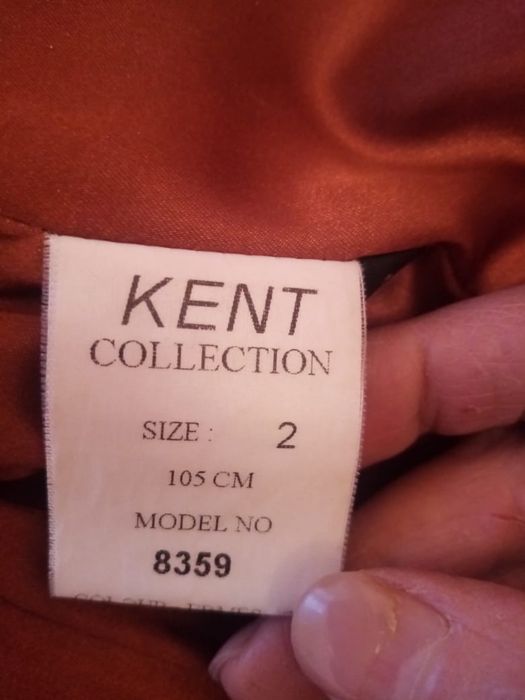 KENT
COLLECTION
SIZE : 2
105 CM
MODEL NO
8359